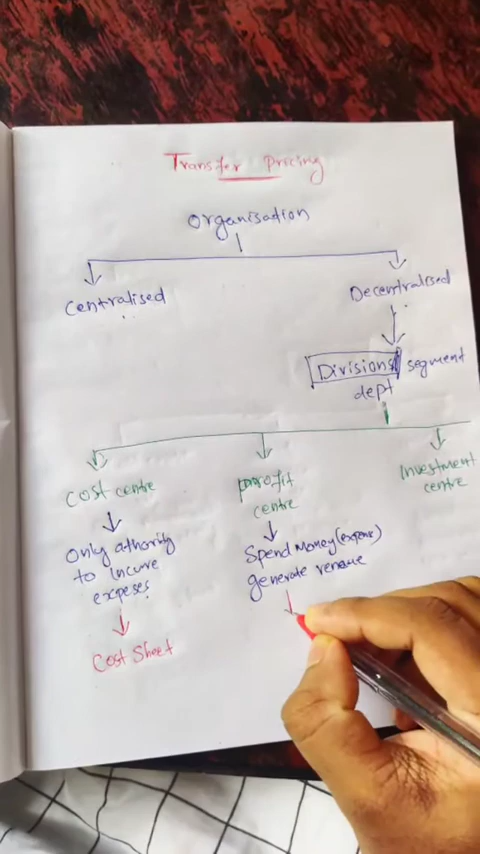 Transfer Pricing
Organisation
Centralised
Decentralised
Divisions segment
dept
Cost centre
profit
centre
Investment
centre
Only athority
to incure
expeses
Spend Money (expense)
generate renue
Cost Sheet